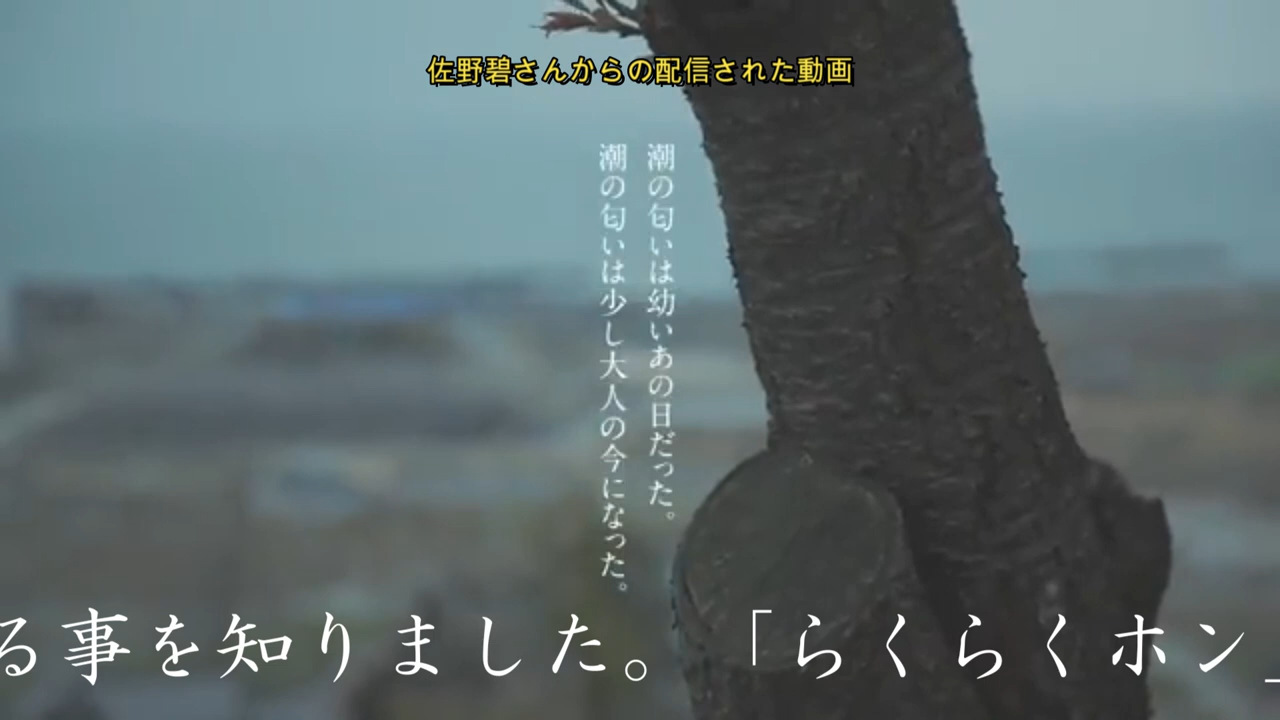 佐野碧さんからの配信された動画
潮の匂いは幼いあの日だった。
潮の匂いは少し大人の今になった。
る事を知りました。「らくらくホン」